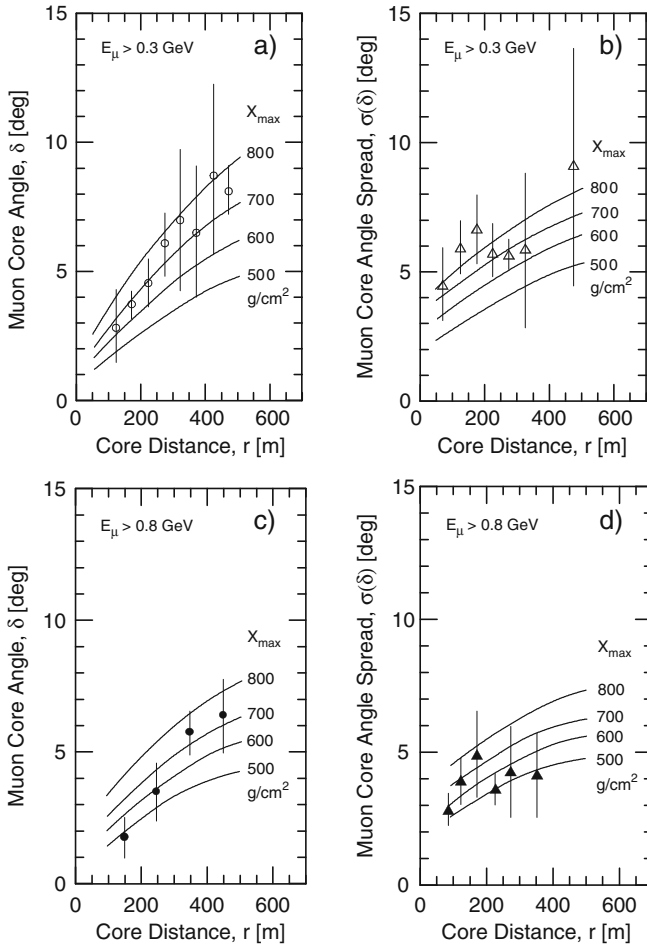 15
10
5
0
Muon Core Angle, δ [deg]
E_μ > 0.3 GeV
a)
X_max
800
700
600
500
g/cm²
0 200 400 600
Core Distance, r [m]
15
10
5
0
Muon Core Angle Spread, σ(δ) [deg]
E_μ > 0.3 GeV
b)
X_max
800
700
600
500
g/cm²
0 200 400 600
Core Distance, r [m]
15
10
5
0
Muon Core Angle, δ [deg]
E_μ > 0.8 GeV
c)
X_max
800
700
600
500
g/cm²
0 200 400 600
Core Distance, r [m]
15
10
5
0
Muon Core Angle Spread, σ(δ) [deg]
E_μ > 0.8 GeV
d)
X_max
800
700
600
500
g/cm²
0 200 400 600
Core Distance, r [m]